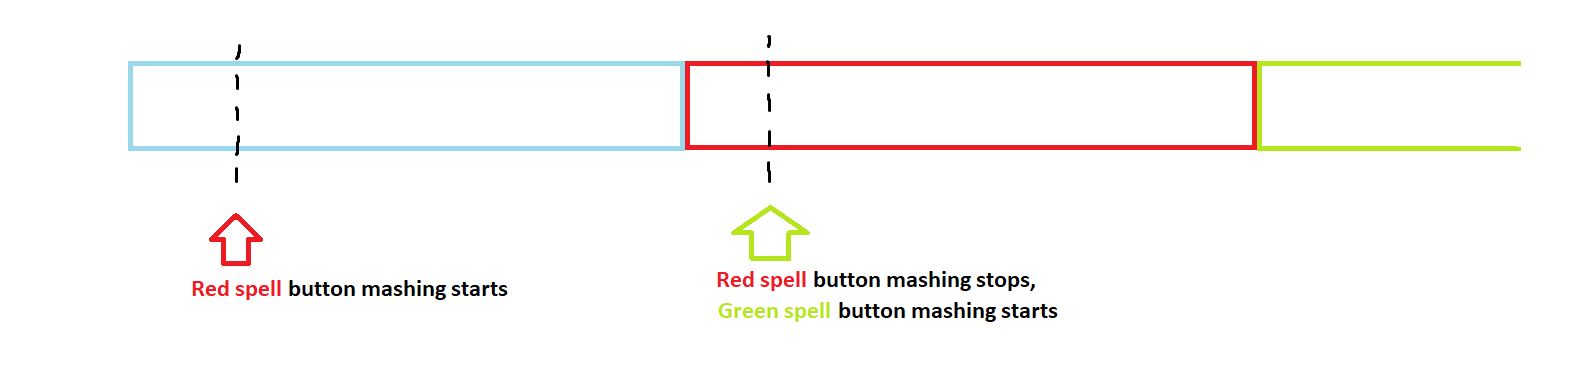 Red spell button mashing starts
Red spell button mashing stops,
Green spell button mashing starts